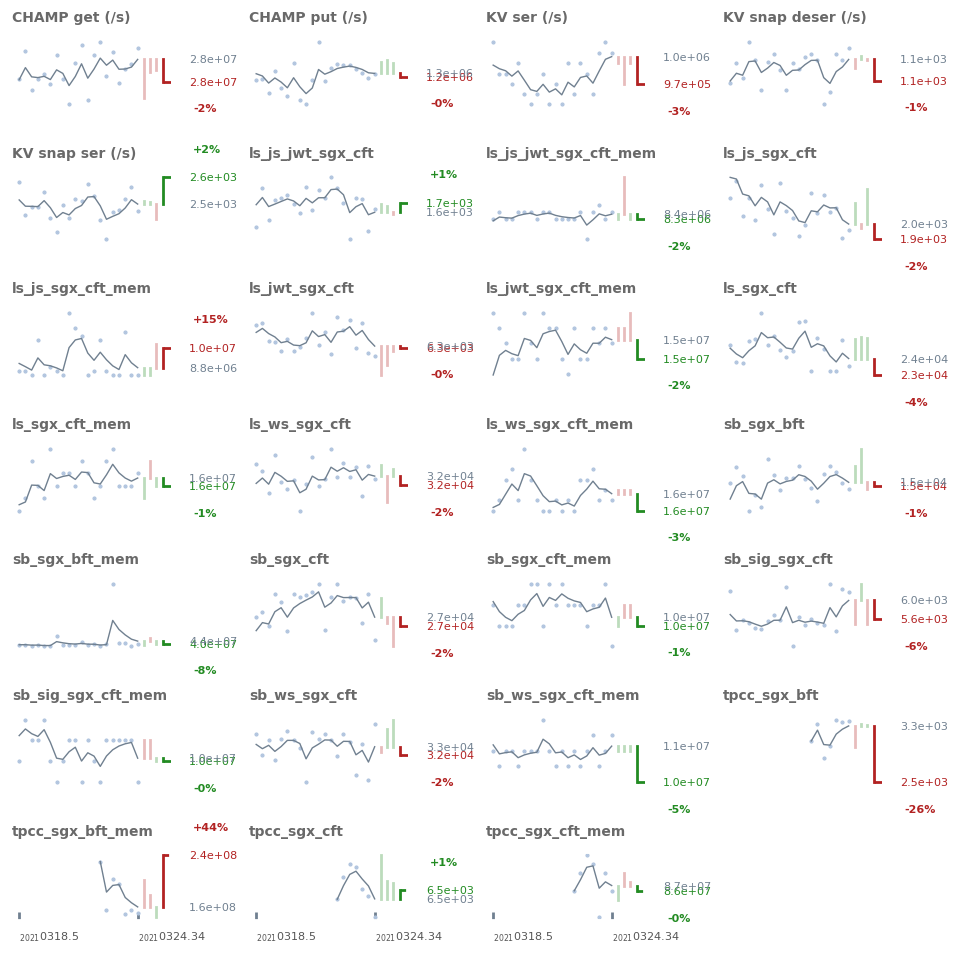 CHAMP get (/s)
2.8e+07
2.8e+07
-2%
CHAMP put (/s)
1.2e+06
-0%
KV ser (/s)
1.0e+06
9.7e+05
-3%
KV snap deser (/s)
1.1e+03
1.1e+03
-1%
KV snap ser (/s)
+2%
2.6e+03
2.5e+03
ls_js_jwt_sgx_cft
+1%
1.7e+03
1.6e+03
ls_js_jwt_sgx_cft_mem
8.4e+06
8.3e+06
-2%
ls_js_sgx_cft
2.0e+03
1.9e+03
-2%
ls_js_sgx_cft_mem
+15%
1.0e+07
8.8e+06
ls_jwt_sgx_cft
6.3e+03
6.3e+03
-0%
ls_jwt_sgx_cft_mem
1.5e+07
1.5e+07
-2%
ls_sgx_cft
2.4e+04
2.3e+04
-4%
ls_sgx_cft_mem
1.6e+07
1.6e+07
-1%
ls_ws_sgx_cft
3.2e+04
3.2e+04
-2%
ls_ws_sgx_cft_mem
1.6e+07
1.6e+07
-3%
sb_sgx_bft
1.5e+04
1.5e+04
-1%
sb_sgx_bft_mem
4.4e+07
4.0e+07
-8%
sb_sgx_cft
2.7e+04
2.7e+04
-2%
sb_sgx_cft_mem
1.0e+07
1.0e+07
-1%
sb_sig_sgx_cft
6.0e+03
5.6e+03
-6%
sb_sig_sgx_cft_mem
1.0e+07
1.0e+07
-0%
sb_ws_sgx_cft
3.3e+04
3.2e+04
-2%
sb_ws_sgx_cft_mem
1.1e+07
1.0e+07
-5%
tpcc_sgx_bft
3.3e+03
2.5e+03
-26%
tpcc_sgx_bft_mem
+44%
2.4e+08
1.6e+08
2021 0318.5
2021 0324.34
tpcc_sgx_cft
+1%
6.5e+03
6.5e+03
2021 0318.5
2021 0324.34
tpcc_sgx_cft_mem
8.7e+07
8.6e+07
-0%
2021 0318.5
2021 0324.34